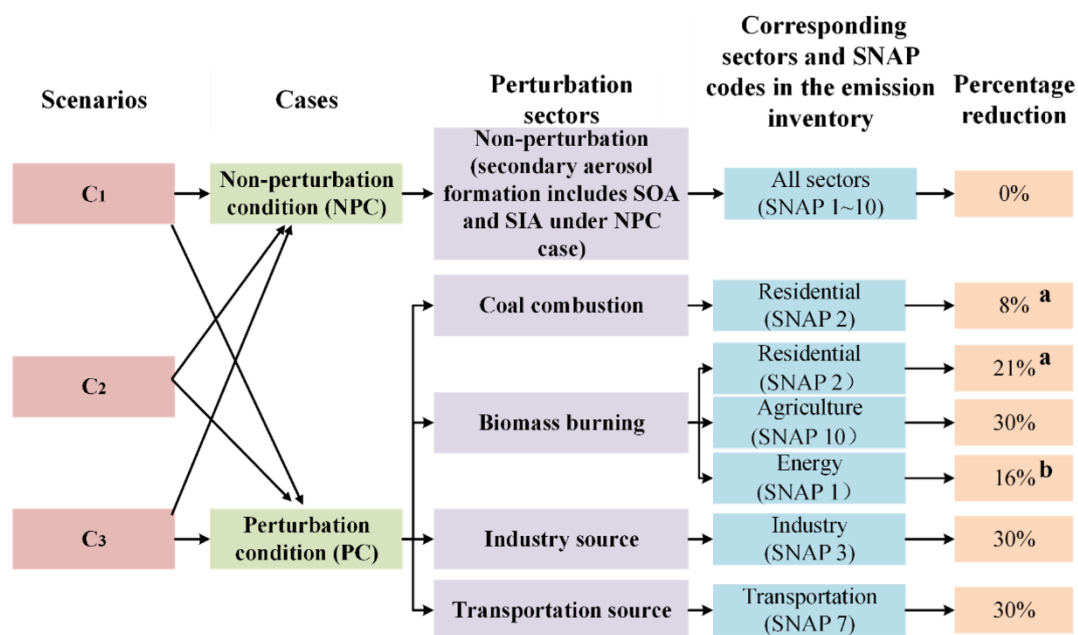 Scenarios
Cases
Perturbation
sectors
Corresponding
sectors and SNAP
codes in the emission
inventory
Percentage
reduction
C1
Non-perturbation
condition (NPC)
Non-perturbation
(secondary aerosol
formation includes SOA
and SIA under NPC
case)
All sectors
(SNAP 1~10)
0%
Coal combustion
Residential
(SNAP 2)
8% a
C2
Biomass burning
Residential
(SNAP 2）
21% a
Agriculture
(SNAP 10）
30%
Energy
(SNAP 1）
16% b
C3
Perturbation
condition (PC)
Industry source
Industry
(SNAP 3)
30%
Transportation source
Transportation
(SNAP 7)
30%